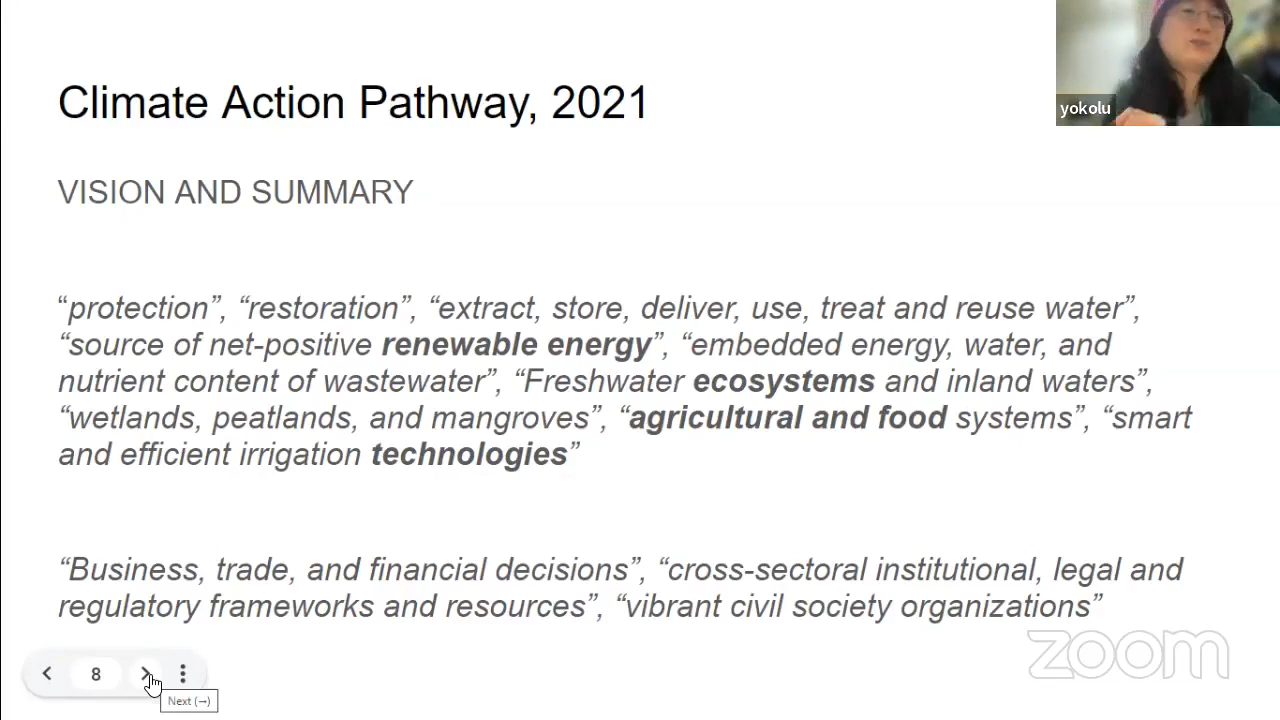 Climate Action Pathway, 2021
yokolu
VISION AND SUMMARY
“protection”, “restoration”, “extract, store, deliver, use, treat and reuse water”,
“source of net-positive renewable energy”, “embedded energy, water, and
nutrient content of wastewater”, “Freshwater ecosystems and inland waters”,
“wetlands, peatlands, and mangroves”, “agricultural and food systems”, “smart
and efficient irrigation technologies”
“Business, trade, and financial decisions”, “cross-sectoral institutional, legal and
regulatory frameworks and resources”, “vibrant civil society organizations”
zoom
8
Next (→)